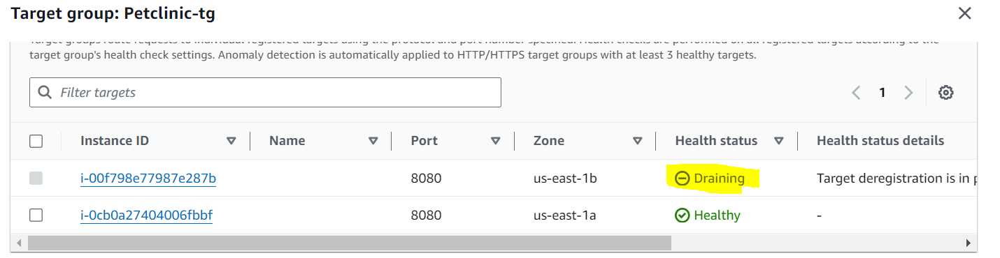 Target group: Petclinic-tg
Target groups route requests to individual registered targets using the protocol and port number specified. Health checks are performed on all registered targets according to the
target group's health check settings. Anomaly detection is automatically applied to HTTP/HTTPS target groups with at least 3 healthy targets.
Filter targets
1
Instance ID Name Port Zone Health status Health status details
i-00f798e77987e287b 8080 us-east-1b Draining Target deregistration is in p
i-0cb0a27404006fbbf 8080 us-east-1a Healthy -